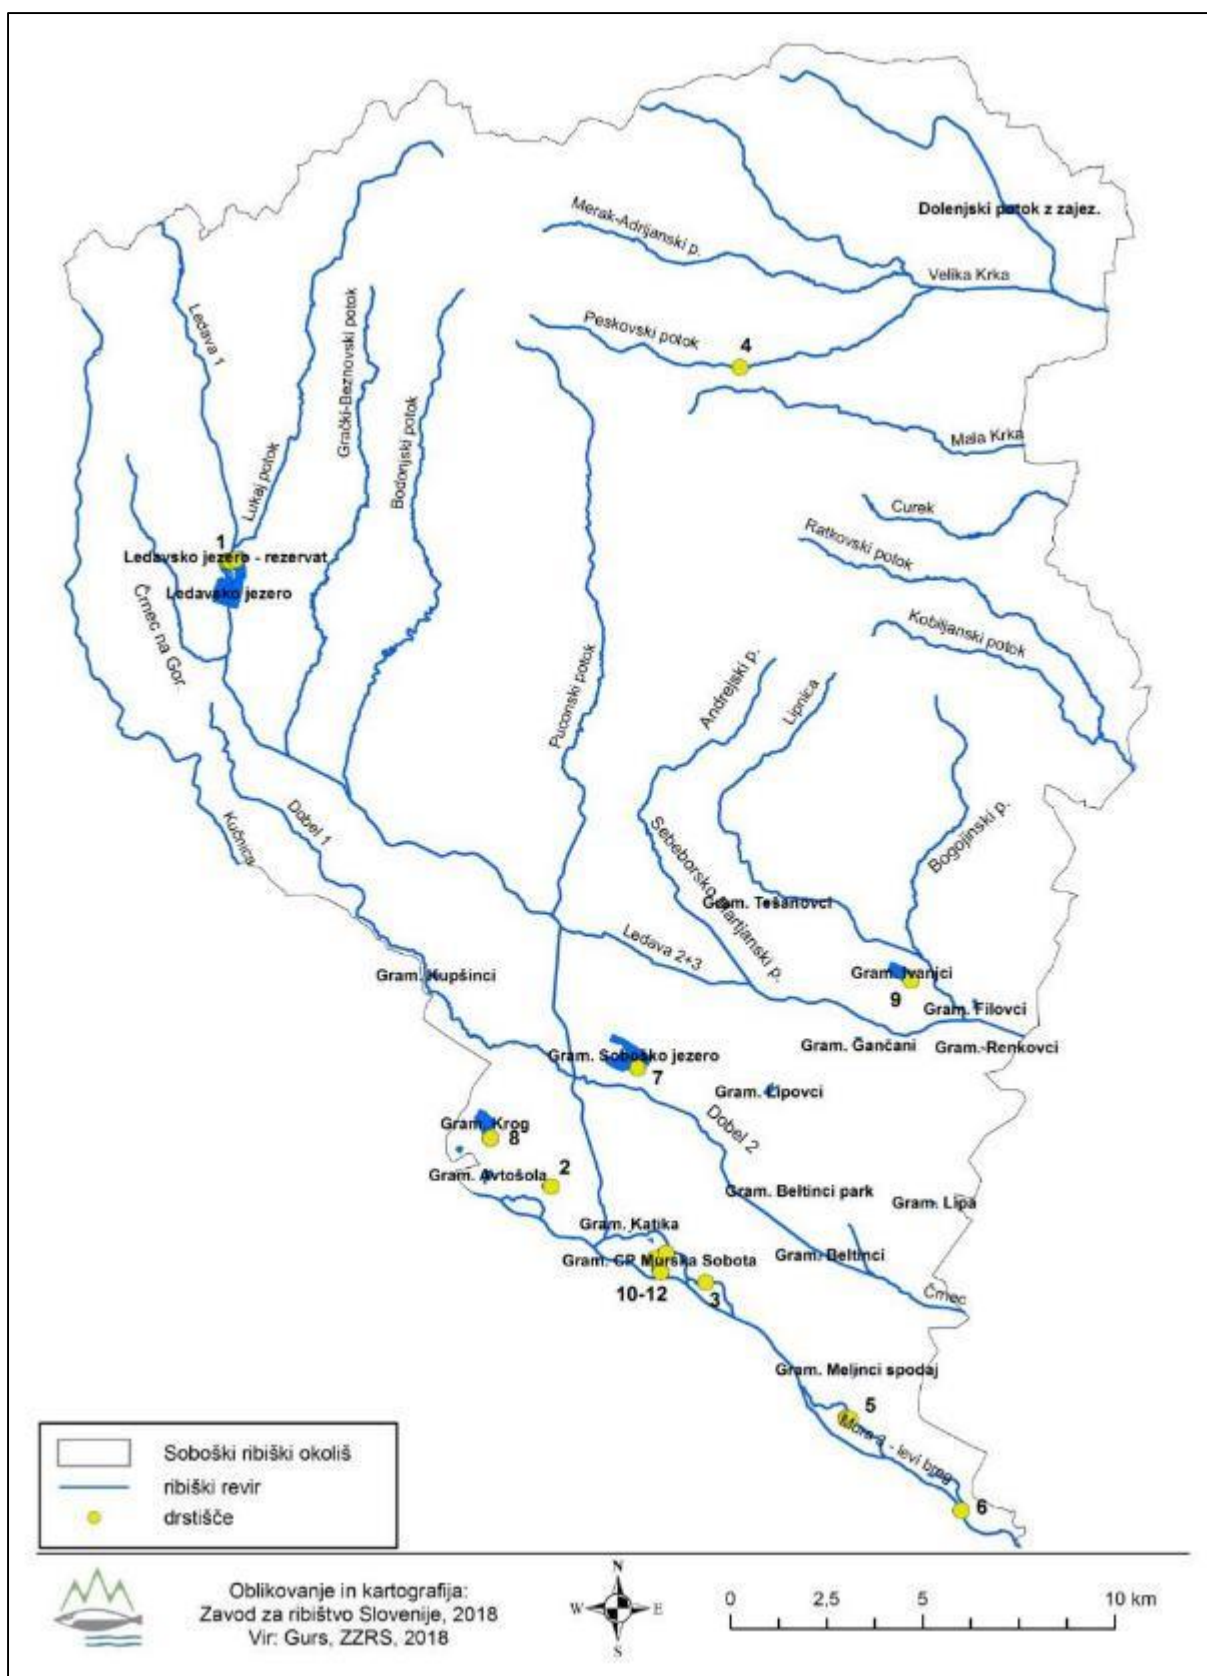 Dolenjski potok z zajez.
Merak-Adrijanski p.
Velika Krka
Ledava 1
Peskovski potok
4
Grački-Beznovski potok
Lukaj potok
Bodonjski potok
Mala Krka
Curek
Ratkovski potok
1
Ledavsko jezero - rezervat
Ledavsko jezero
Črnec na Gor.
Kobiljanski potok
Puconski potok
Andrejski p.
Lipnica
Kučnica
Dobel 1
Sebeborsko Martjanski p.
Bogojinski p.
Gram. Tešanovci
Ledava 2+3
Gram. Kupšinci
Gram. Ivanjci
9
Gram. Filovci
Gram. Gančani
Gram. Renkovci
Gram. Soboško jezero
7
Gram. Lipovci
Dobel 2
Gram. Krog
8
Gram. Avtošola
2
Gram. Beltinci park
Gram. Lipa
Gram. Katika
Gram. ČR Murska Sobota
Gram. Beltinci
10-12
3
Črnec
Gram. Melinci spodaj
5
Mura 3 - levi breg
6
Soboški ribiški okoliš
ribiški revir
drstišče
Oblikovanje in kartografija:
Zavod za ribištvo Slovenije, 2018
Vir: Gurs, ZZRS, 2018
N
W
E
S
0 2,5 5 10 km